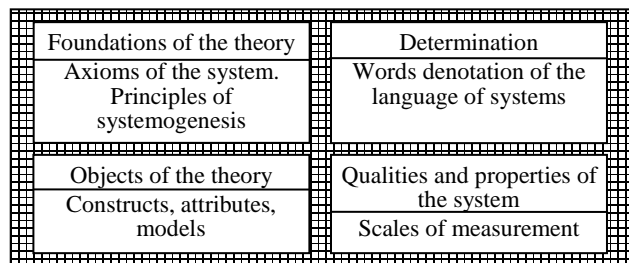 Foundations of the theory
Axioms of the system.
Principles of
systemogenesis
Determination
Words denotation of the
language of systems
Objects of the theory
Constructs, attributes,
models
Qualities and properties of
the system
Scales of measurement